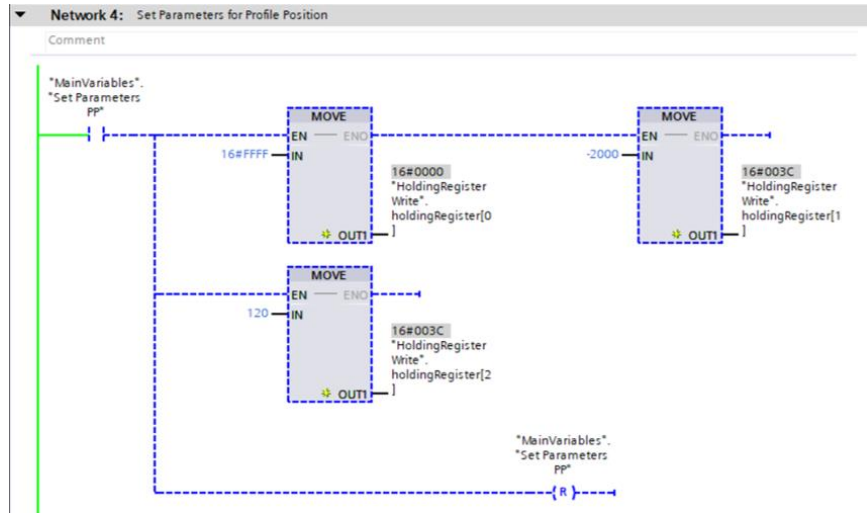 Network 4: Set Parameters for Profile Position
Comment
"MainVariables".
"Set Parameters
PP"
MOVE
EN ENO
16#FFFF IN
16#0000
"HoldingRegister
Write".
holdingRegister[0
OUT1 ]
MOVE
EN ENO
-2000 IN
16#003C
"HoldingRegister
Write".
holdingRegister[1
OUT1 ]
MOVE
EN ENO
120 IN
16#003C
"HoldingRegister
Write".
holdingRegister[2
OUT1 ]
"MainVariables".
"Set Parameters
PP"
R